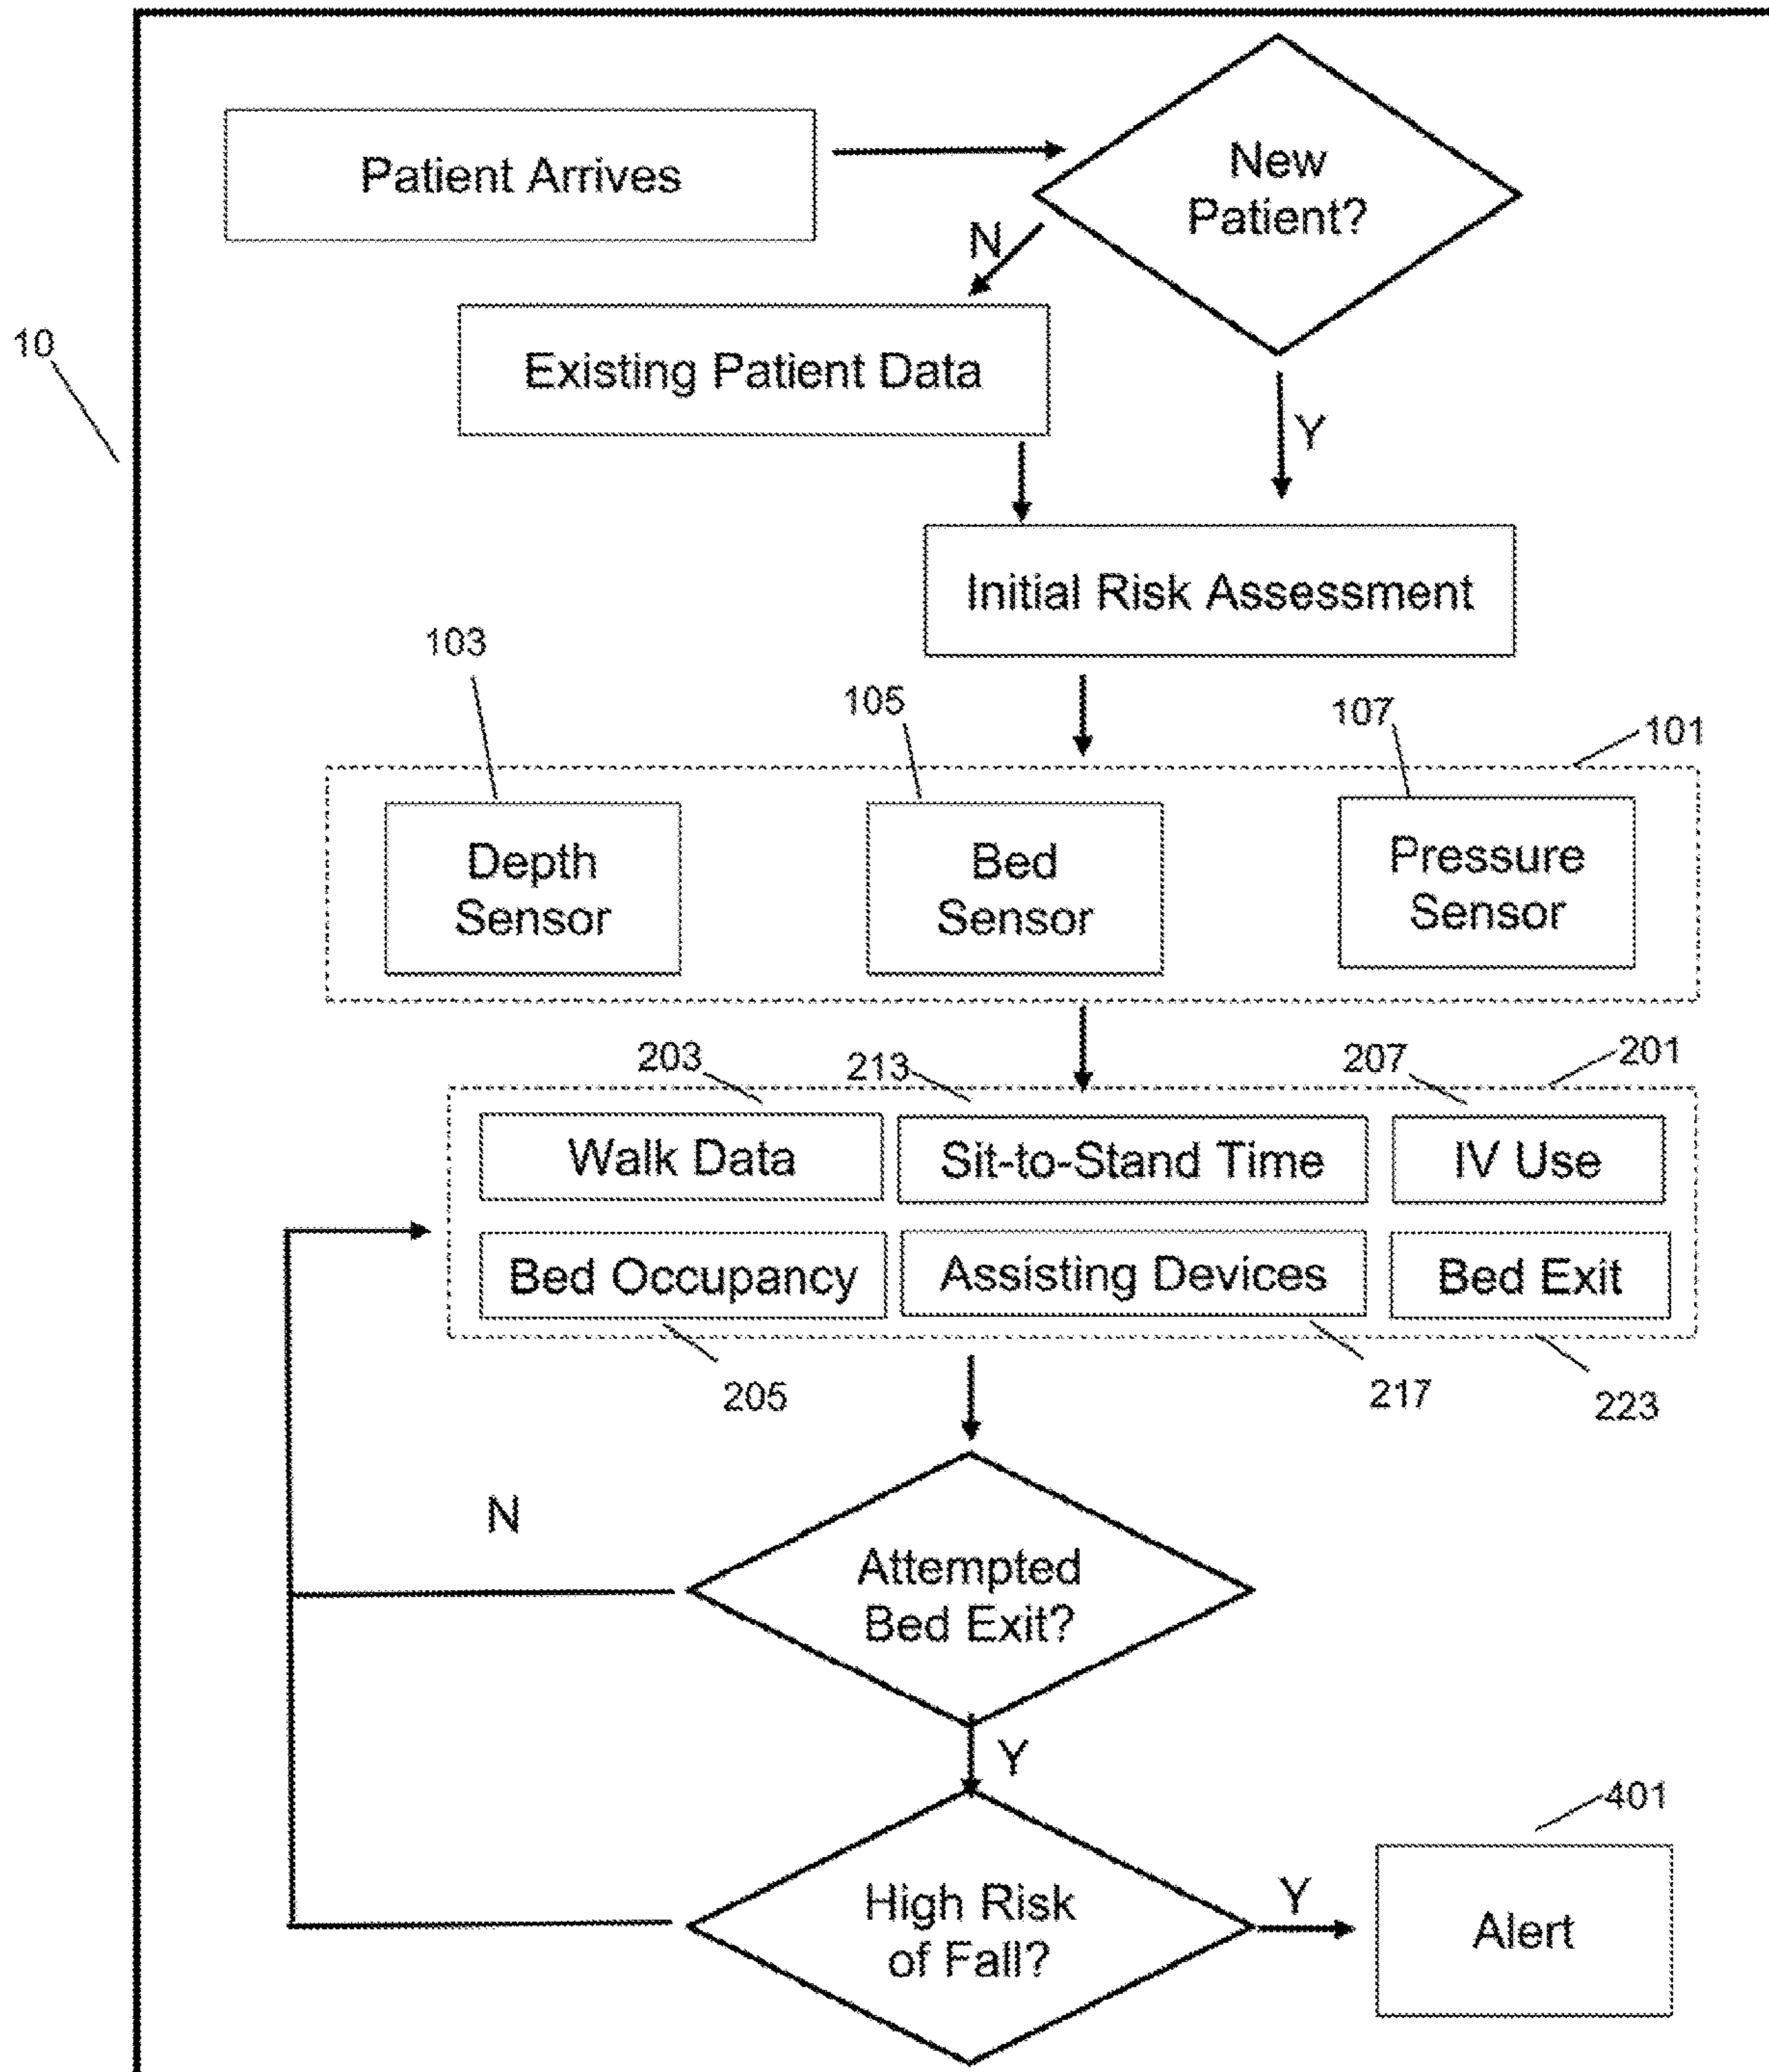 Patient Arrives
New
Patient?
N
10
Existing Patient Data
Y
Initial Risk Assessment
103
105
107
101
Depth
Sensor
Bed
Sensor
Pressure
Sensor
203
213
207
201
Walk Data
Sit-to-Stand Time
IV Use
Bed Occupancy
Assisting Devices
Bed Exit
205
217
223
N
Attempted
Bed Exit?
Y
401
High Risk
of Fall?
Y
Alert